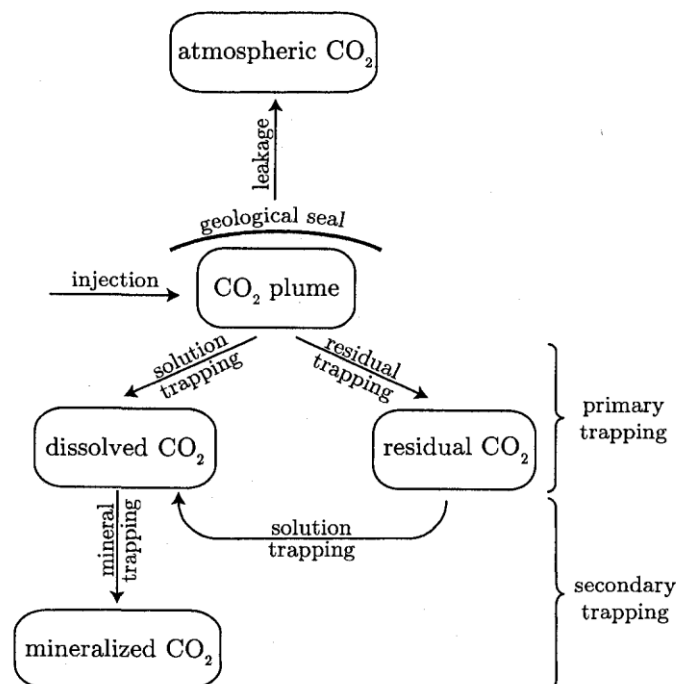 atmospheric CO₂
leakage
geological seal
injection
CO₂ plume
solution
trapping
residual
trapping
primary
trapping
dissolved CO₂
residual CO₂
mineral
trapping
solution
trapping
secondary
trapping
mineralized CO₂